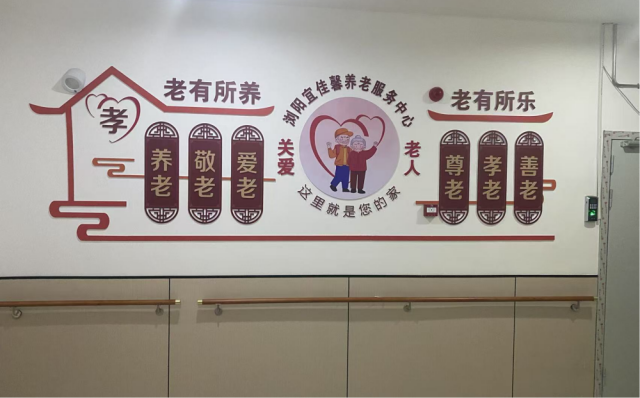 老有所养
孝
养老
敬老
爱老
浏阳宜佳馨养老服务中心
关爱
老人
这里就是您的家
老有所乐
尊老
孝老
善老